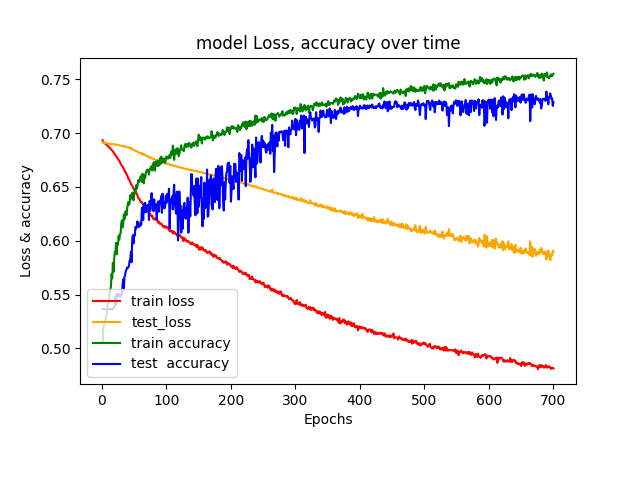 model Loss, accuracy over time
Loss & accuracy
0.75
0.70
0.65
0.60
0.55
0.50
train loss
test_loss
train accuracy
test  accuracy
0 100 200 300 400 500 600 700
Epochs